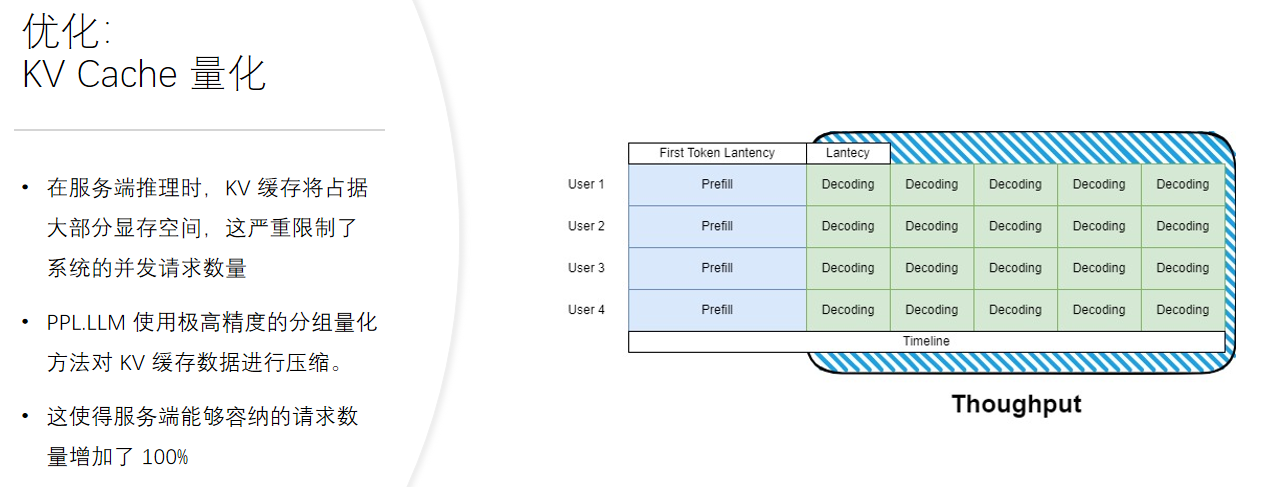 优化：
KV Cache 量化
• 在服务端推理时，KV 缓存将占据
大部分显存空间，这严重限制了
系统的并发请求数量
• PPL.LLM 使用极高精度的分组量化
方法对 KV 缓存数据进行压缩。
• 这使得服务端能够容纳的请求数
量增加了 100%
First Token Lantency Lantecy
User 1 Prefill Decoding Decoding Decoding Decoding Decoding
User 2 Prefill Decoding Decoding Decoding Decoding Decoding
User 3 Prefill Decoding Decoding Decoding Decoding Decoding
User 4 Prefill Decoding Decoding Decoding Decoding Decoding
Timeline
Thoughput